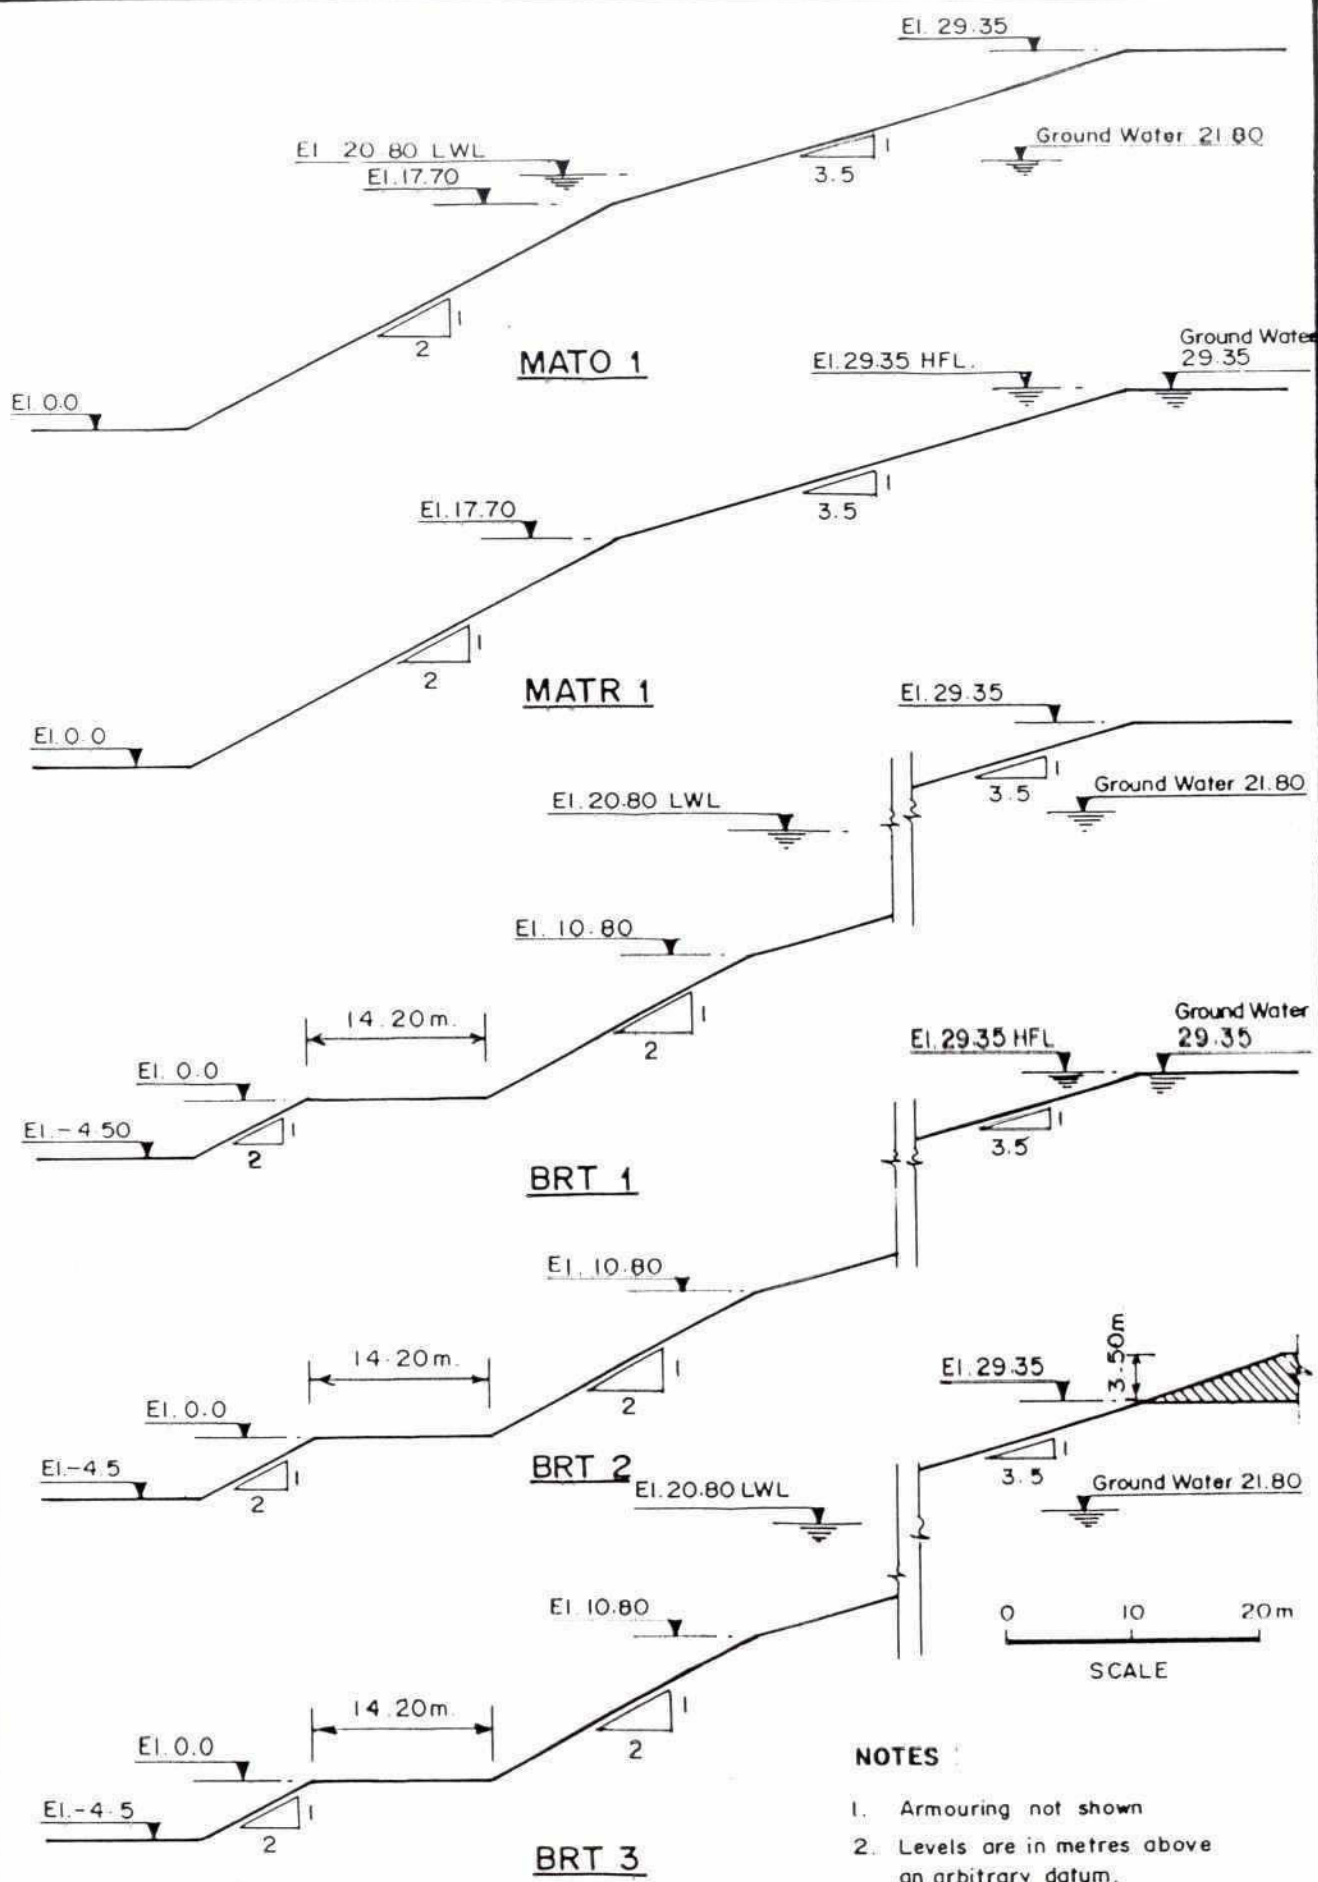 El. 29.35
El 20 80 LWL
Ground Water 21.80
El. 17.70
1
3.5
1
2
MATO 1
El. 0.0
El. 29.35 HFL.
Ground Water
29.35
1
3.5
El. 17.70
1
2
MATR 1
El. 0.0
El. 29.35
1
3.5
Ground Water 21.80
El. 20.80 LWL
El. 10.80
1
2
14.20m.
El. 0.0
El. -4.50
1
2
BRT 1
El. 29.35 HFL
Ground Water
29.35
1
3.5
El. 10.80
1
2
14.20m.
El. 0.0
El. -4.5
1
2
BRT 2
3.50m
El. 29.35
1
3.5
Ground Water 21.80
El. 20.80 LWL
El. 10.80
1
2
14.20m.
El. 0.0
El. -4.5
1
2
BRT 3
0 10 20m
SCALE
NOTES :
1. Armouring not shown
2. Levels are in metres above
an arbitrary datum.